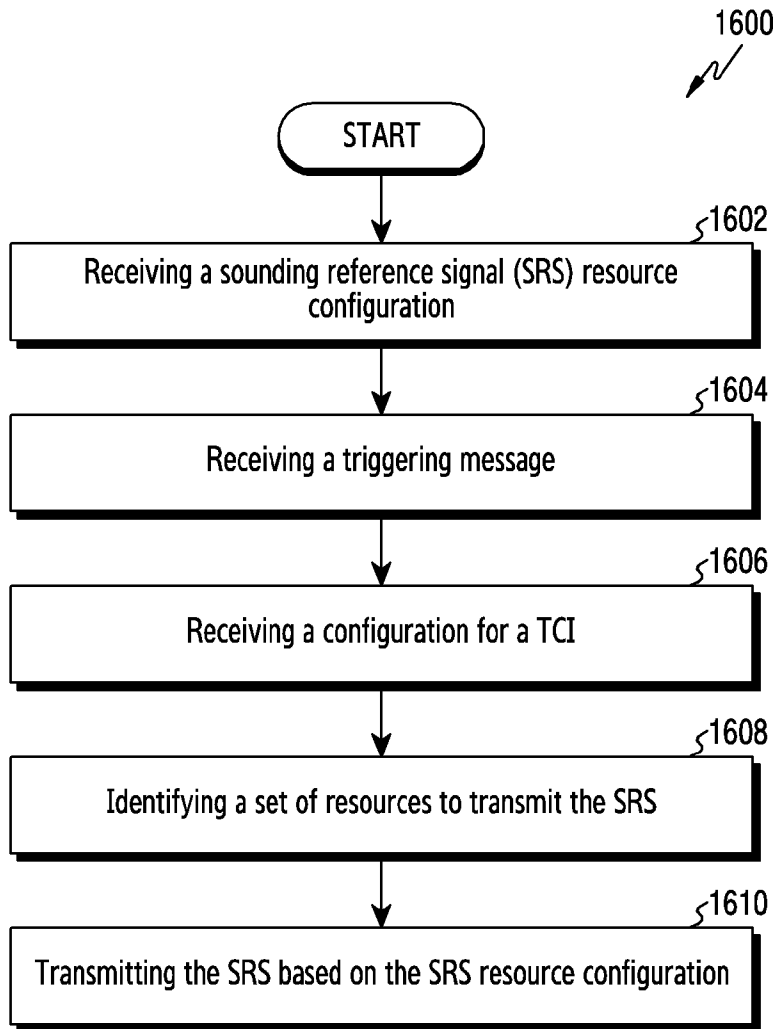 1600
START
1602
Receiving a sounding reference signal (SRS) resource
configuration
1604
Receiving a triggering message
1606
Receiving a configuration for a TCI
1608
Identifying a set of resources to transmit the SRS
1610
Transmitting the SRS based on the SRS resource configuration